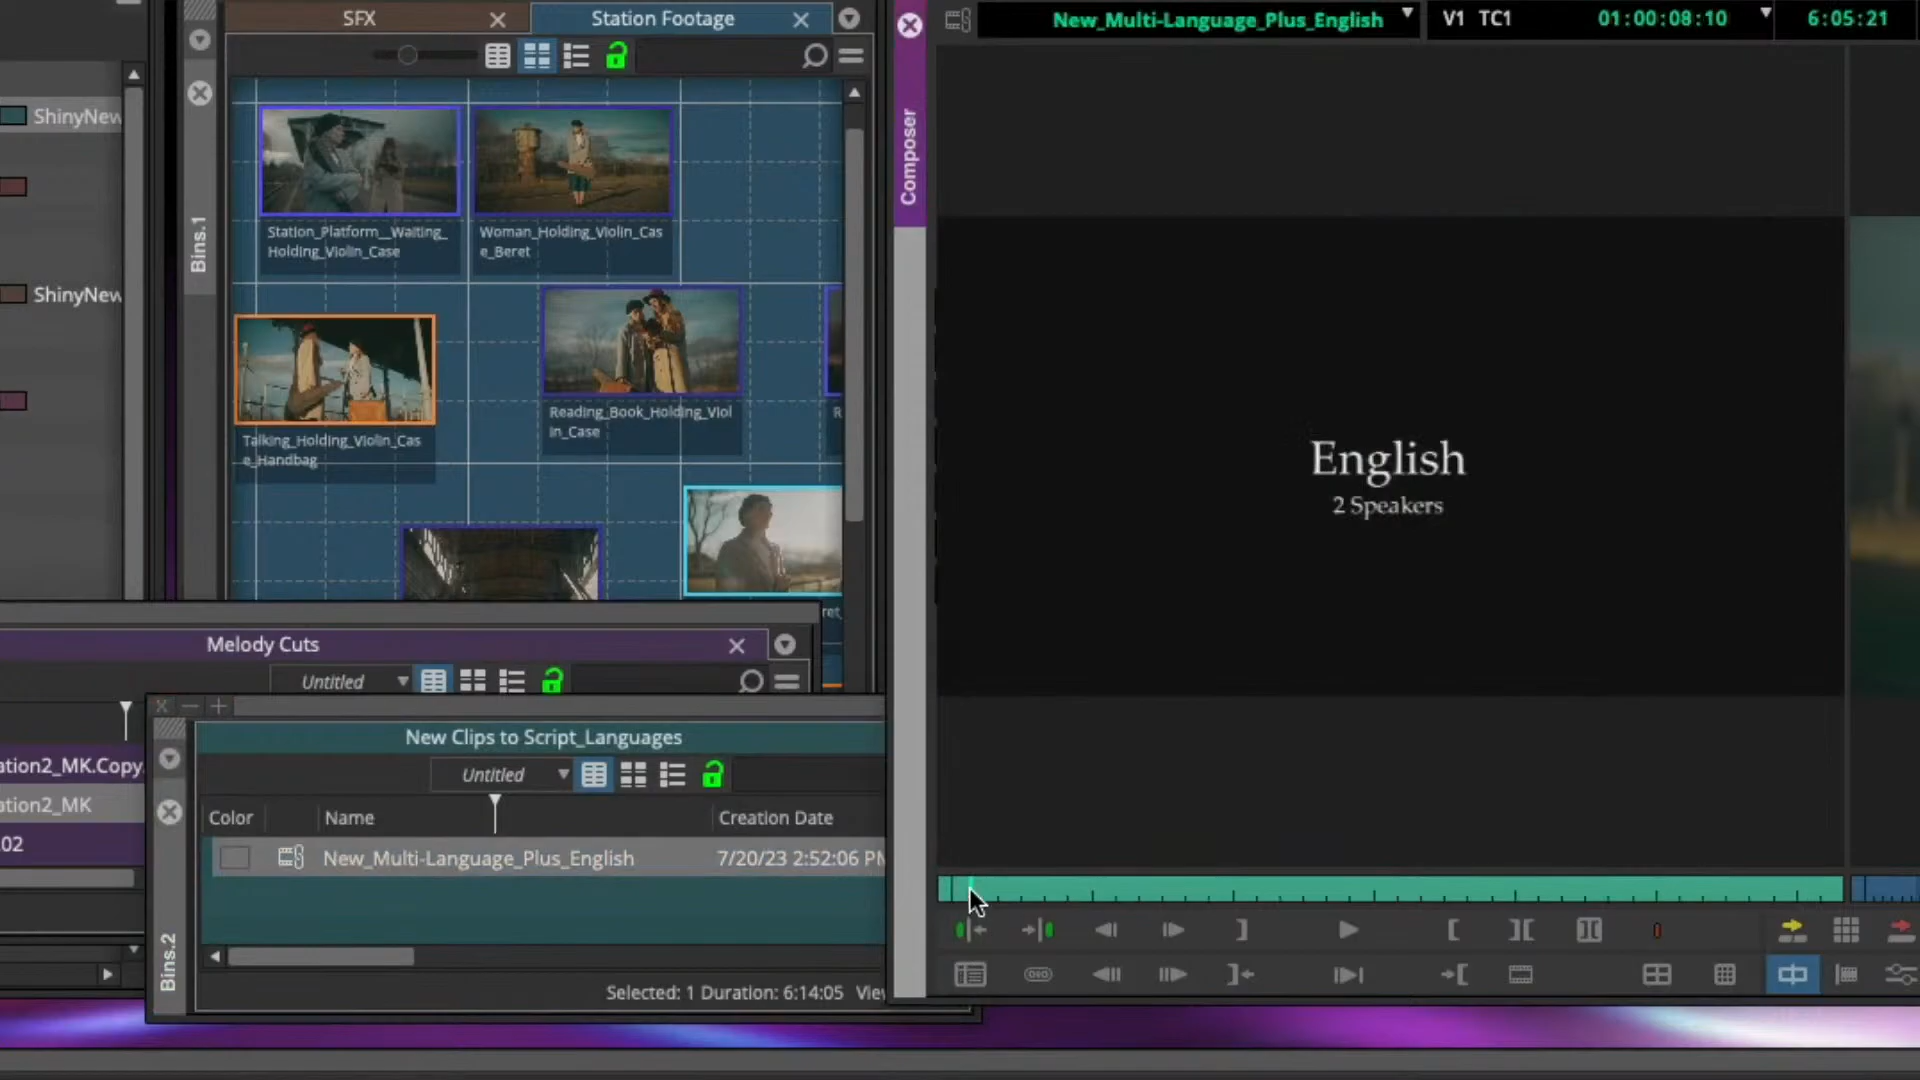 SFX
Station Footage
New_Multi-Language_Plus_English
V1 TC1
01:00:08:10
6:05:21
ShinyNew
ShinyNew
Bins.1
Composer
Station_Platform__Waiting_
Holding_Violin_Case
Woman_Holding_Violin_Cas
e_Beret
Talking_Holding_Violin_Cas
e_Handbag
Reading_Book_Holding_Viol
in_Case
R
ret_
English
2 Speakers
Melody Cuts
Untitled
ation2_MK.Copy.
ation2_MK
.02
New Clips to Script_Languages
Untitled
Color
Name
Creation Date
New_Multi-Language_Plus_English
7/20/23 2:52:06 PM
Bins.2
Selected: 1 Duration: 6:14:05
View